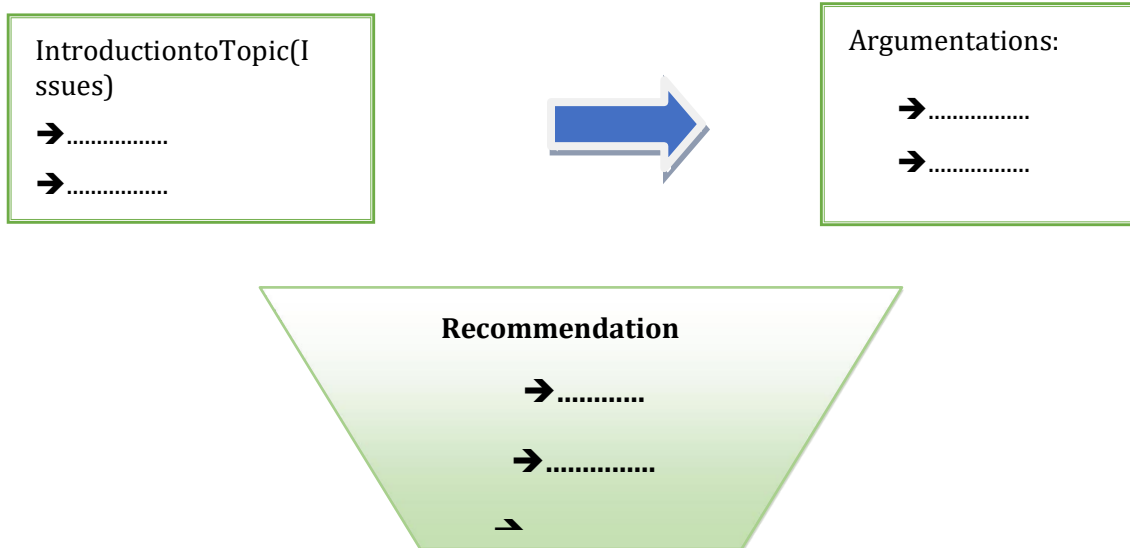 IntroductiontoTopic(I
ssues)
➔.................
➔.................
Argumentations:
➔.................
➔.................
Recommendation
➔............
➔...............
➔